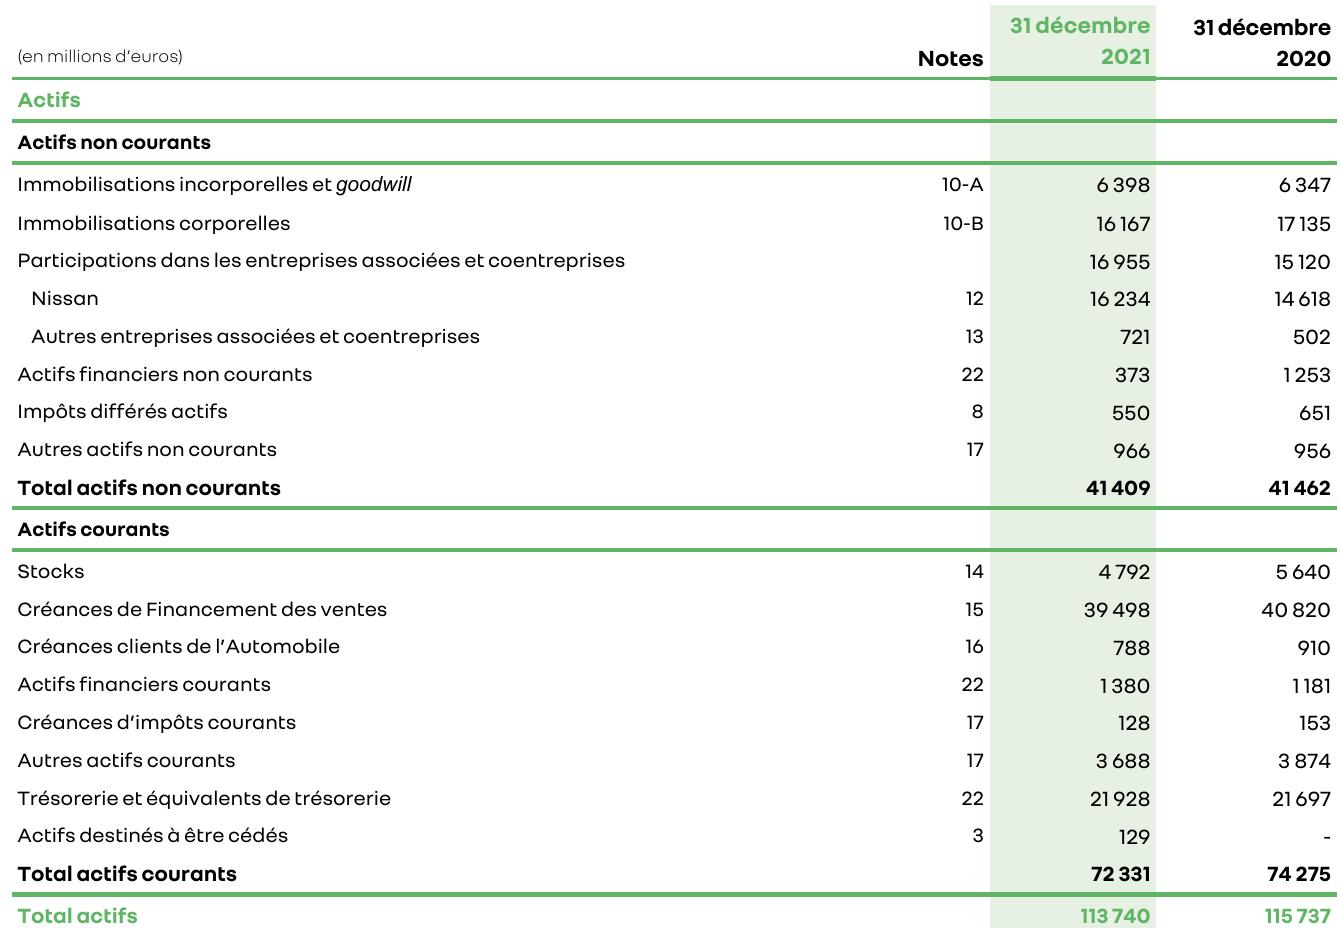 (en millions d'euros) Notes 31 décembre 2021 31 décembre 2020
Actifs
Actifs non courants
Immobilisations incorporelles et goodwill 10-A 6 398 6 347
Immobilisations corporelles 10-B 16 167 17 135
Participations dans les entreprises associées et coentreprises 16 955 15 120
Nissan 12 16 234 14 618
Autres entreprises associées et coentreprises 13 721 502
Actifs financiers non courants 22 373 1 253
Impôts différés actifs 8 550 651
Autres actifs non courants 17 966 956
Total actifs non courants 41 409 41 462
Actifs courants
Stocks 14 4 792 5 640
Créances de Financement des ventes 15 39 498 40 820
Créances clients de l'Automobile 16 788 910
Actifs financiers courants 22 1 380 1 181
Créances d'impôts courants 17 128 153
Autres actifs courants 17 3 688 3 874
Trésorerie et équivalents de trésorerie 22 21 928 21 697
Actifs destinés à être cédés 3 129 -
Total actifs courants 72 331 74 275
Total actifs 113 740 115 737